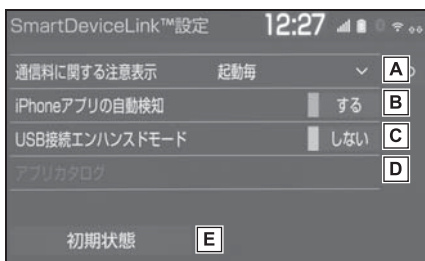 SmartDeviceLink™設定 12:27
通信料に関する注意表示 起動毎 A
iPhoneアプリの自動検知 する B
USB接続エンハンスドモード しない C
アプリカタログ D
初期状態 E